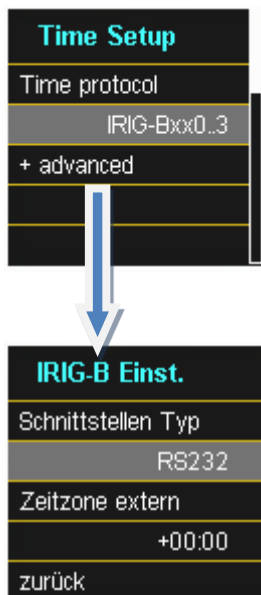 Time Setup
Time protocol
IRIG-Bxx0..3
+ advanced
IRIG-B Einst.
Schnittstellen Typ
RS232
Zeitzone extern
+00:00
zurück